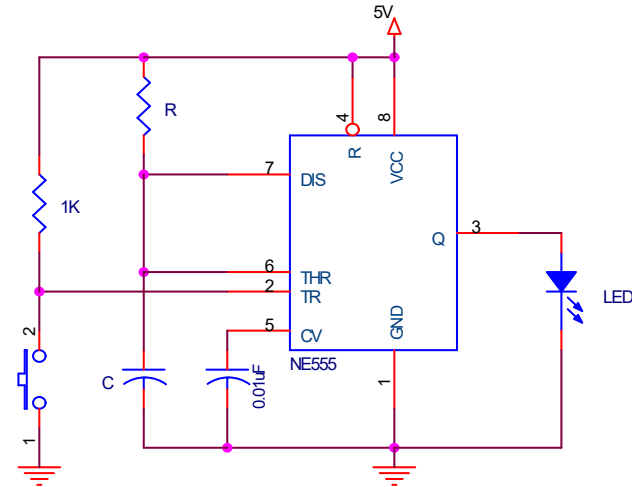 5V
R
4
8
R
VCC
7
DIS
1K
Q
3
6
THR
2
TR
LED
5
CV
GND
NE555
2
C
0.01uF
1
1